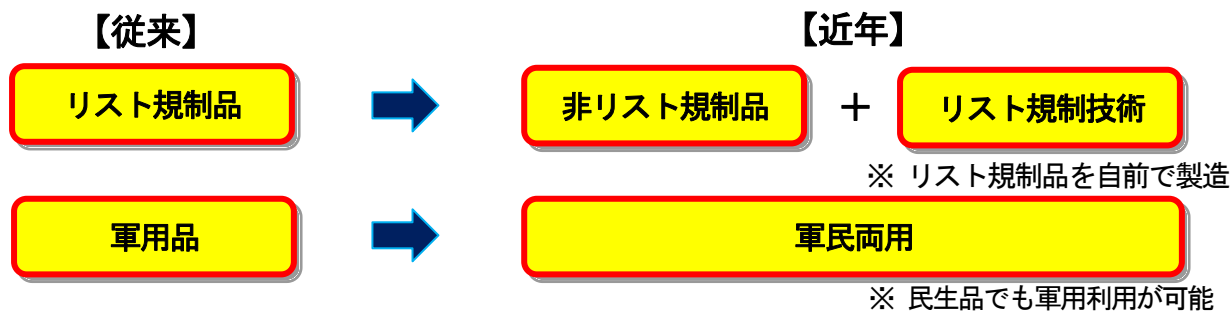 【従来】 【近年】
リスト規制品 非リスト規制品 + リスト規制技術
※ リスト規制品を自前で製造
軍用品 軍民両用
※ 民生品でも軍用利用が可能